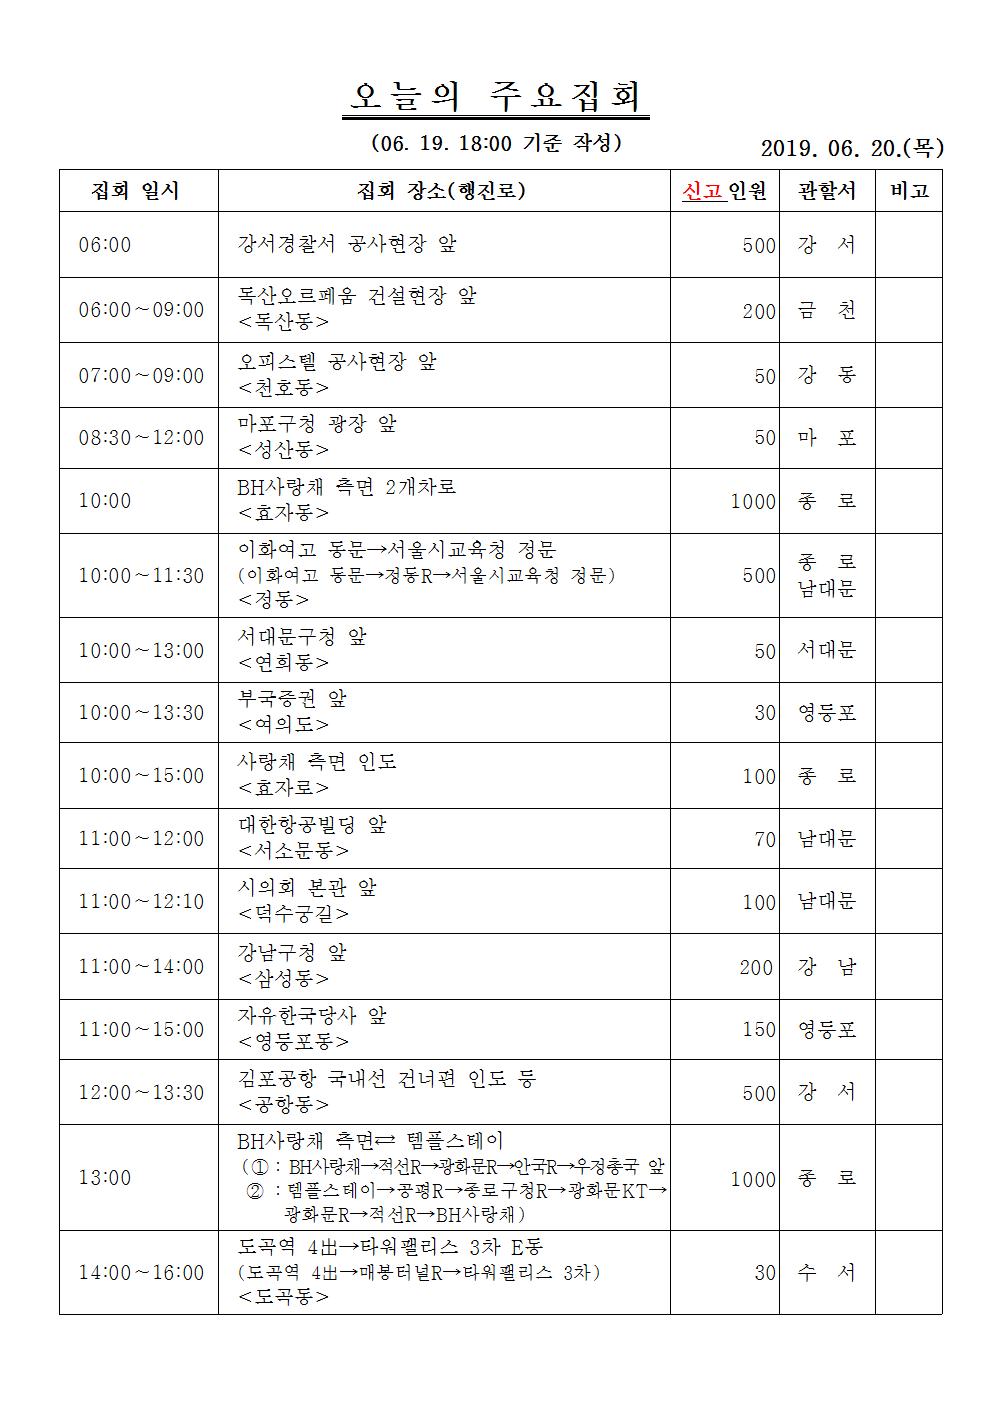 오늘의 주요집회
(06. 19. 18:00 기준 작성)
2019. 06. 20.(목)
집회 일시 집회 장소(행진로) 신고인원 관할서 비고
06:00 강서경찰서 공사현장 앞 500 강 서
06:00~09:00 독산오르페움 건설현장 앞 200 금 천
<독산동>
07:00~09:00 오피스텔 공사현장 앞 50 강 동
<천호동>
08:30~12:00 마포구청 광장 앞 50 마 포
<성산동>
10:00 BH사랑채 측면 2개차로 1000 종 로
<효자동>
10:00~11:30 이화여고 동문→서울시교육청 정문 500 종 로
(이화여고 동문→정동R→서울시교육청 정문) 남대문
<정동>
10:00~13:00 서대문구청 앞 50 서대문
<연희동>
10:00~13:30 부국증권 앞 30 영등포
<여의도>
10:00~15:00 사랑채 측면 인도 100 종 로
<효자로>
11:00~12:00 대한항공빌딩 앞 70 남대문
<서소문동>
11:00~12:10 시의회 본관 앞 100 남대문
<덕수궁길>
11:00~14:00 강남구청 앞 200 강 남
<삼성동>
11:00~15:00 자유한국당사 앞 150 영등포
<영등포동>
12:00~13:30 김포공항 국내선 건너편 인도 등 500 강 서
<공항동>
13:00 BH사랑채 측면⇄ 템플스테이 1000 종 로
(① : BH사랑채→적선R→광화문R→안국R→우정총국 앞
② : 템플스테이→공평R→종로구청R→광화문KT→
광화문R→적선R→BH사랑채)
14:00~16:00 도곡역 4出→타워팰리스 3차 E동 30 수 서
(도곡역 4出→매봉터널R→타워팰리스 3차)
<도곡동>